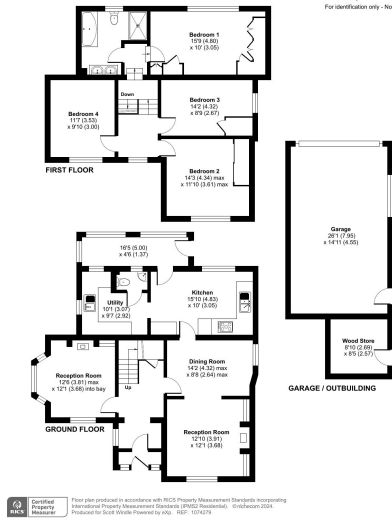 For identification only - No
Bedroom 1
15'9 (4.80)
x 10' (3.05)
Down
Bedroom 3
14'2 (4.32)
x 8'9 (2.67)
Bedroom 4
11'7 (3.53)
x 9'10 (3.00)
Bedroom 2
14'3 (4.34) max
x 11'10 (3.61) max
FIRST FLOOR
Garage
26'1 (7.95)
x 14'11 (4.55)
16'5 (5.00)
x 4'6 (1.37)
Utility
10'1 (3.07)
x 9'7 (2.92)
Kitchen
15'10 (4.83)
x 10' (3.05)
Wood Store
8'10 (2.69)
x 8'5 (2.57)
GARAGE / OUTBUILDING
Reception Room
12'6 (3.81) max
x 12'1 (3.68) into bay
Up
Dining Room
14'2 (4.32) max
x 8'8 (2.64) max
GROUND FLOOR
Reception Room
12'10 (3.91)
x 12'1 (3.68)
RICS
Certified
Property
Measurer
Floor plan produced in accordance with RICS Property Measurement Standards incorporating
International Property Measurement Standards (IPMS2 Residential). ©nichecom 2024.
Produced for Scott Windle Powered by eXp. REF: 1074279